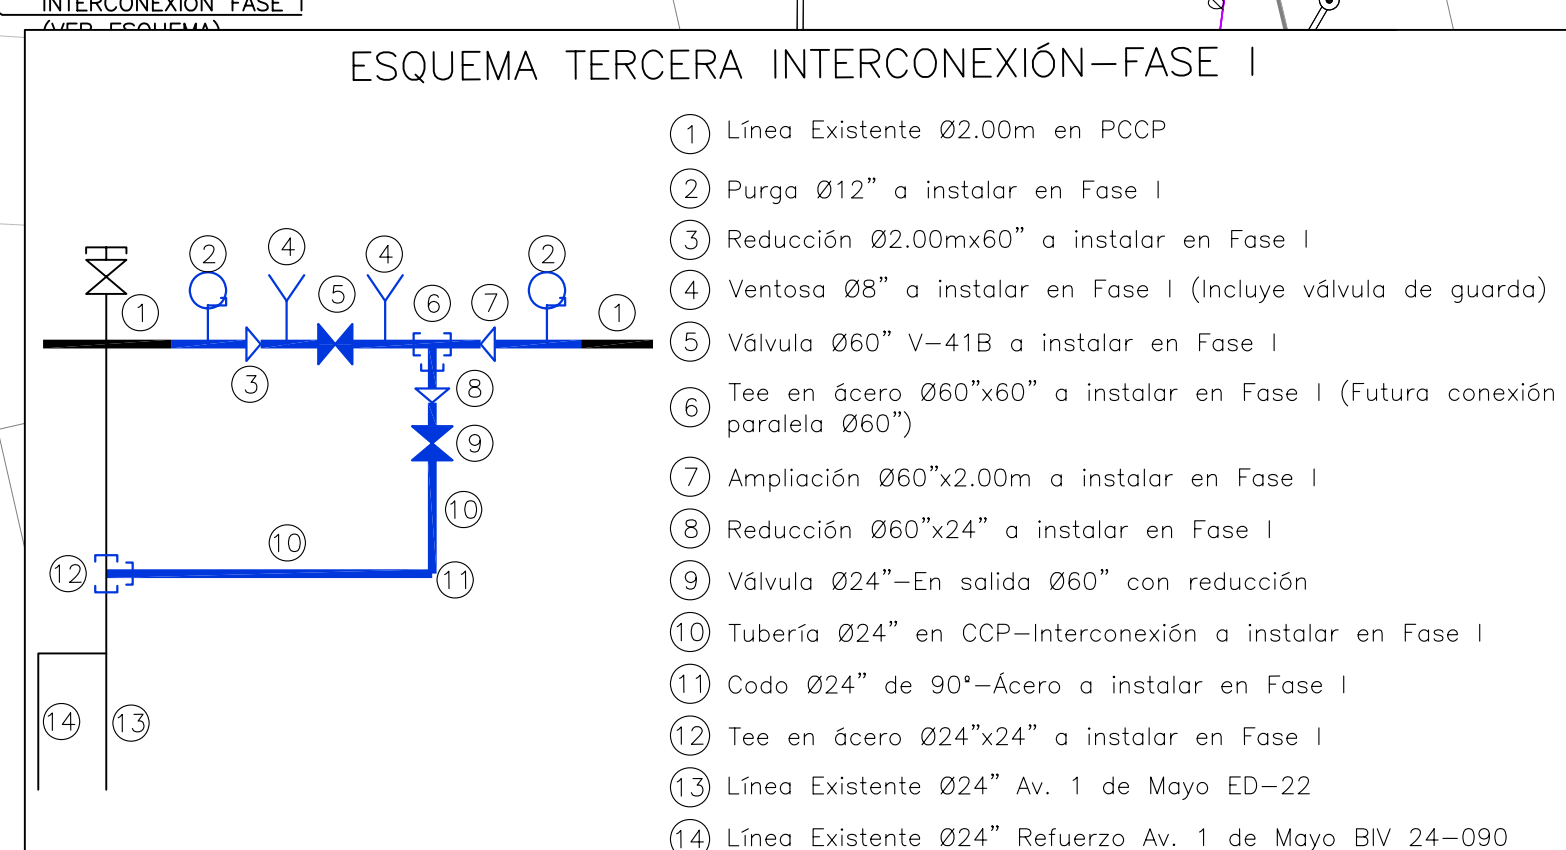 INTERCONEXIÓN FASE I
(VER ESQUEMA)
ESQUEMA TERCERA INTERCONEXIÓN-FASE I
1 Línea Existente Ø2.00m en PCCP
2 Purga Ø12” a instalar en Fase I
3 Reducción Ø2.00mx60” a instalar en Fase I
4 Ventosa Ø8” a instalar en Fase I (Incluye válvula de guarda)
5 Válvula Ø60” V-41B a instalar en Fase I
6 Tee en ácero Ø60”x60” a instalar en Fase I (Futura conexión
paralela Ø60”)
7 Ampliación Ø60”x2.00m a instalar en Fase I
8 Reducción Ø60”x24” a instalar en Fase I
9 Válvula Ø24”-En salida Ø60” con reducción
10 Tubería Ø24” en CCP-Interconexión a instalar en Fase I
11 Codo Ø24” de 90°-Ácero a instalar en Fase I
12 Tee en ácero Ø24”x24” a instalar en Fase I
13 Línea Existente Ø24” Av. 1 de Mayo ED-22
14 Línea Existente Ø24” Refuerzo Av. 1 de Mayo BIV 24-090
2 4 4 2
1 5 6 7 1
3 8
9
10
10
12 11
14 13